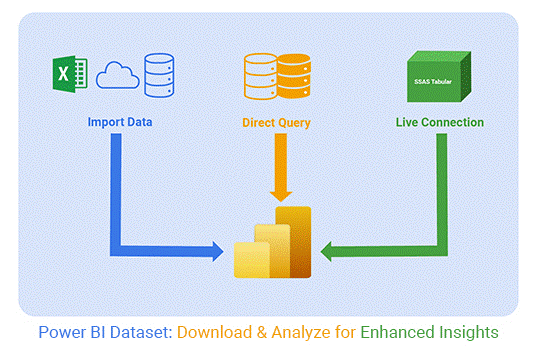 X
SSAS Tabular
Import Data
Direct Query
Live Connection
Power BI Dataset: Download & Analyze for Enhanced Insights